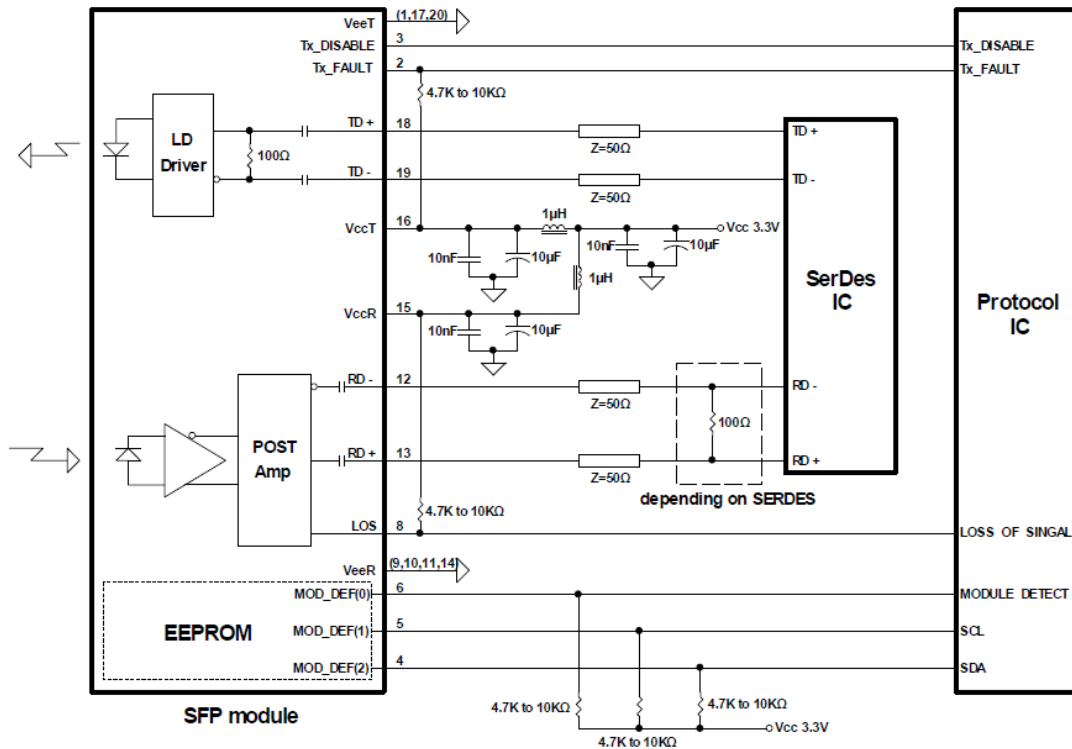 VeeT (1,17,20)
Tx_DISABLE 3 Tx_DISABLE
Tx_FAULT 2 Tx_FAULT
4.7K to 10KΩ
LD
Driver
100Ω
TD + 18 TD +
Z=50Ω
TD - 19 TD -
Z=50Ω
1µH
VccT 16 Vcc 3.3V
10nF 10µF 10nF 10µF
1µH
SerDes
IC
Protocol
IC
VccR 15
10nF 10µF
RD - 12 RD -
Z=50Ω
100Ω
POST
Amp
RD + 13 RD +
Z=50Ω
depending on SERDES
4.7K to 10KΩ
LOS 8 LOSS OF SINGAL
VeeR (9,10,11,14)
MOD_DEF(0) 6 MODULE DETECT
EEPROM
MOD_DEF(1) 5 SCL
MOD_DEF(2) 4 SDA
4.7K to 10KΩ 4.7K to 10KΩ
SFP module
Vcc 3.3V
4.7K to 10KΩ